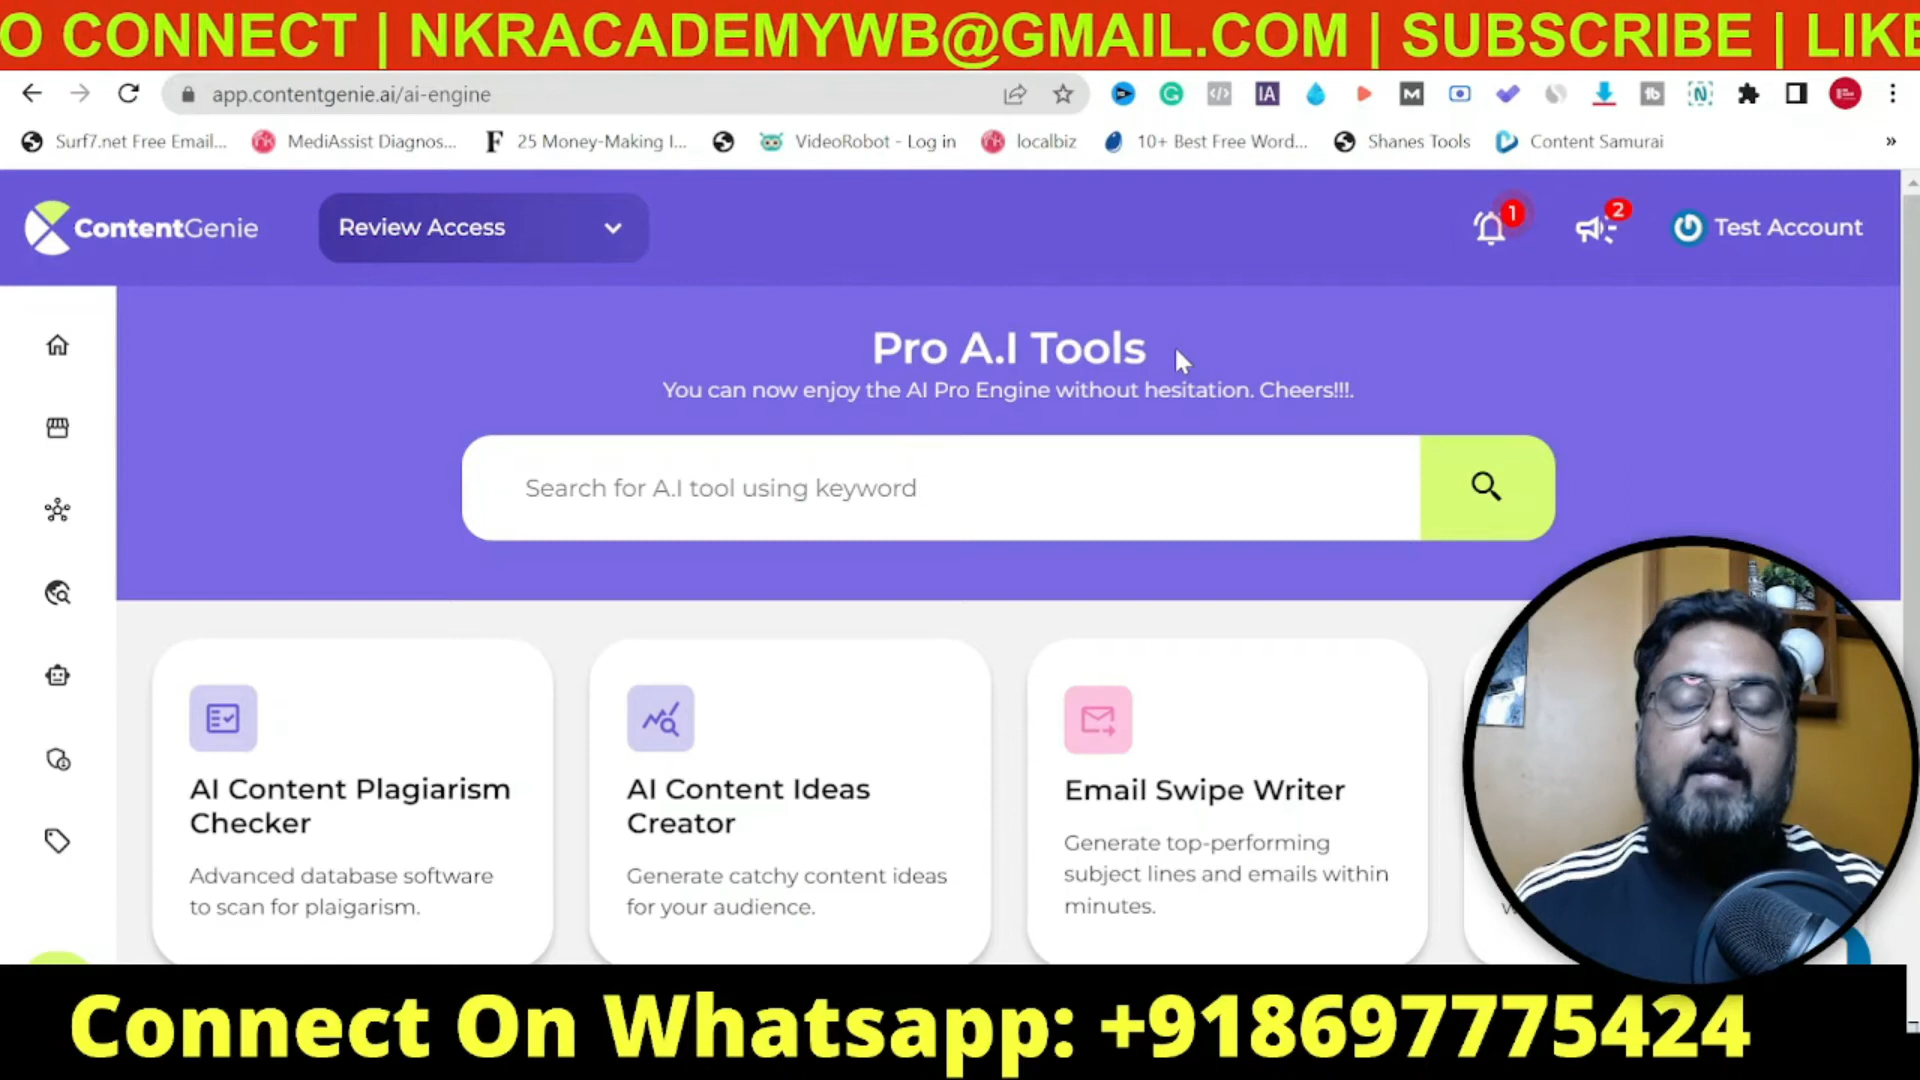 O CONNECT | NKRACADEMYWB@GMAIL.COM | SUBSCRIBE | LIKE
app.contentgenie.ai/ai-engine
Surf7.net Free Email... MediAssist Diagnos... 25 Money-Making I... VideoRobot - Log in localbiz 10+ Best Free Word... Shanes Tools Content Samurai »
ContentGenie Review Access 1 2 Test Account
Pro A.I Tools
You can now enjoy the AI Pro Engine without hesitation. Cheers!!!.
Search for A.I tool using keyword
AI Content Plagiarism
Checker
Advanced database software
to scan for plaigarism.
AI Content Ideas
Creator
Generate catchy content ideas
for your audience.
Email Swipe Writer
Generate top-performing
subject lines and emails within
minutes.
Connect On Whatsapp: +918697775424